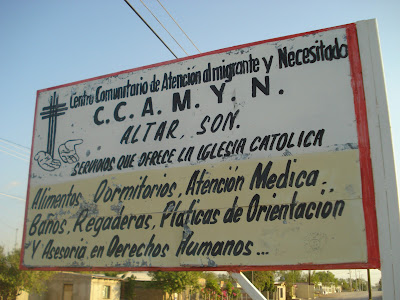 Centro Comunitario de Atención al migrante y Necesitado
C. C. A. M. Y. N.
ALTAR, SON.
SERVICIOS QUE OFRECE LA IGLESIA CATOLICA
Alimentos, Dormitorios, Atención Medica,
Baños, Regaderas, Platicas de Orientación
Y Asesoria en Derechos Humanos...